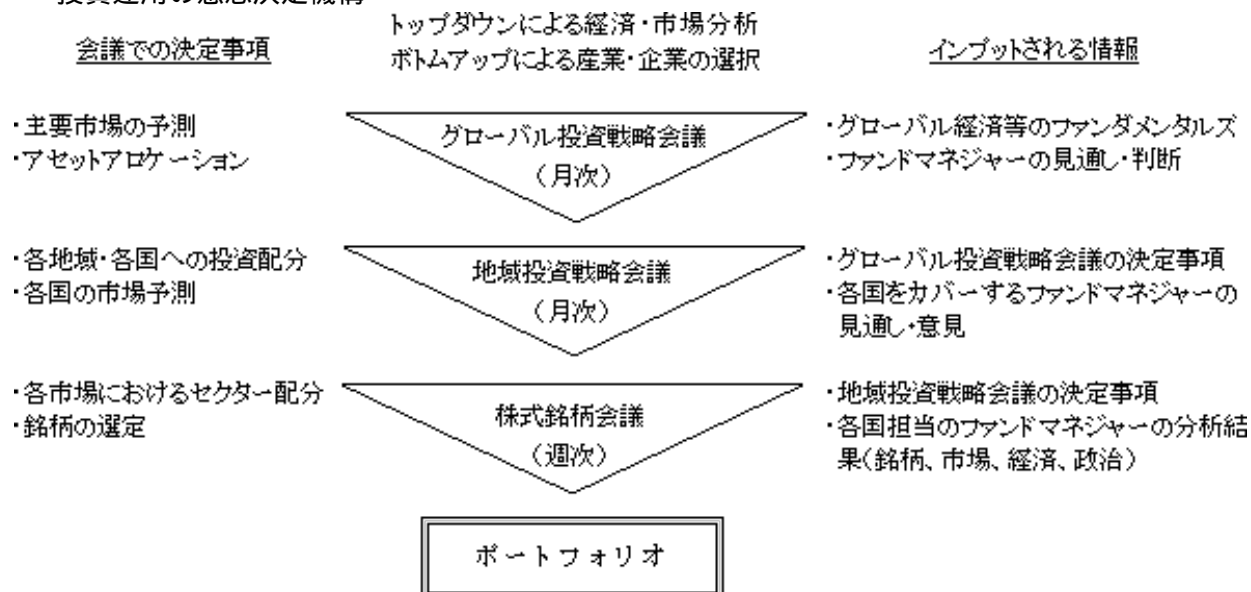 投資運用の意思決定機構
トップダウンによる経済・市場分析
ボトムアップによる産業・企業の選択
会議での決定事項
インプットされる情報
・主要市場の予測
・アセットアロケーション
グローバル投資戦略会議
（月次）
・グローバル経済等のファンダメンタルズ
・ファンドマネジャーの見通し・判断
・各地域・各国への投資配分
・各国の市場予測
地域投資戦略会議
（月次）
・グローバル投資戦略会議の決定事項
・各国をカバーするファンドマネジャーの
見通し・意見
・各市場におけるセクター配分
・銘柄の選定
株式銘柄会議
（週次）
・地域投資戦略会議の決定事項
・各国担当のファンドマネジャーの分析結
果（銘柄、市場、経済、政治）
ポートフォリオ